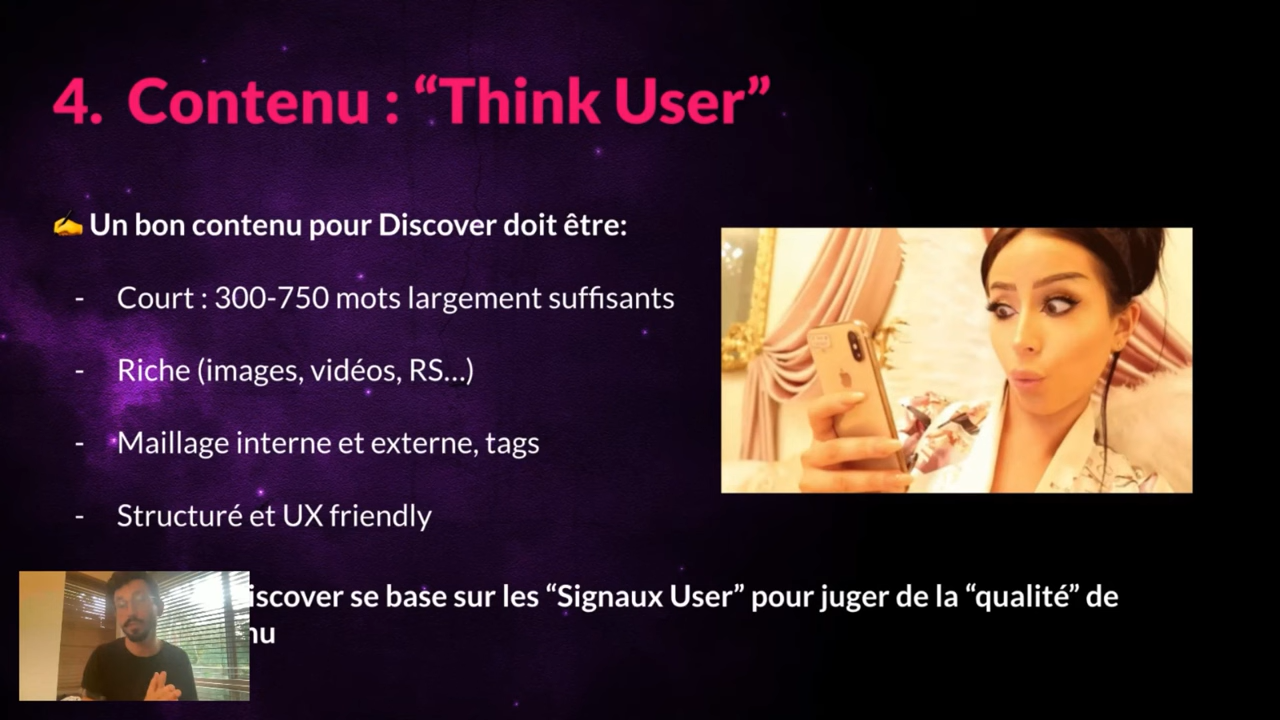 4. Contenu : “Think User”
✍️ Un bon contenu pour Discover doit être:
- Court : 300-750 mots largement suffisants
- Riche (images, vidéos, RS...)
- Maillage interne et externe, tags
- Structuré et UX friendly
iscover se base sur les “Signaux User” pour juger de la “qualité” de
nu